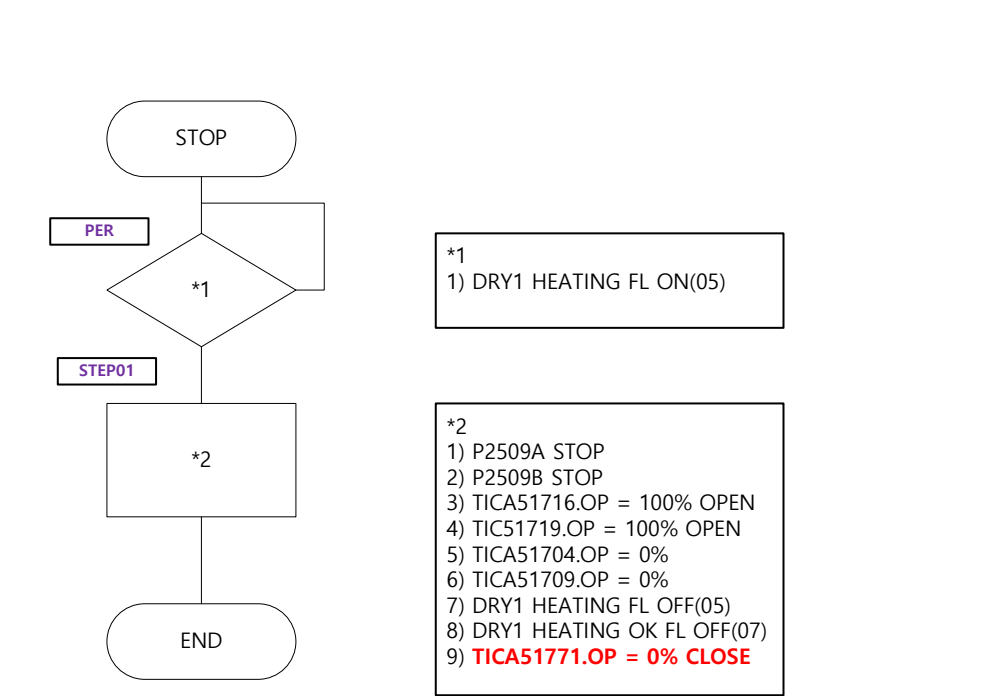 STOP
PER
*1
STEP01
*2
END
*1
1) DRY1 HEATING FL ON(05)
*2
1) P2509A STOP
2) P2509B STOP
3) TICA51716.OP = 100% OPEN
4) TIC51719.OP = 100% OPEN
5) TICA51704.OP = 0%
6) TICA51709.OP = 0%
7) DRY1 HEATING FL OFF(05)
8) DRY1 HEATING OK FL OFF(07)
9) TICA51771.OP = 0% CLOSE